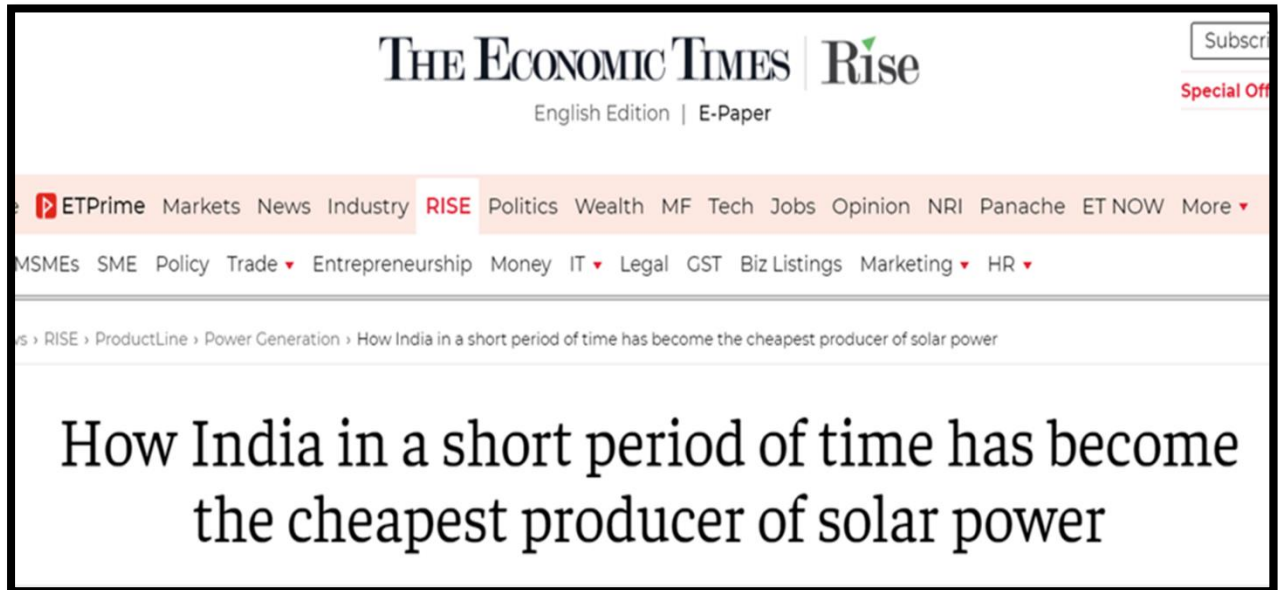 THE ECONOMIC TIMES | Rise
Subscri
English Edition | E-Paper
Special Off
e ETPrime Markets News Industry RISE Politics Wealth MF Tech Jobs Opinion NRI Panache ET NOW More
MSMEs SME Policy Trade Entrepreneurship Money IT Legal GST Biz Listings Marketing HR
vs › RISE › ProductLine › Power Generation › How India in a short period of time has become the cheapest producer of solar power
How India in a short period of time has become
the cheapest producer of solar power